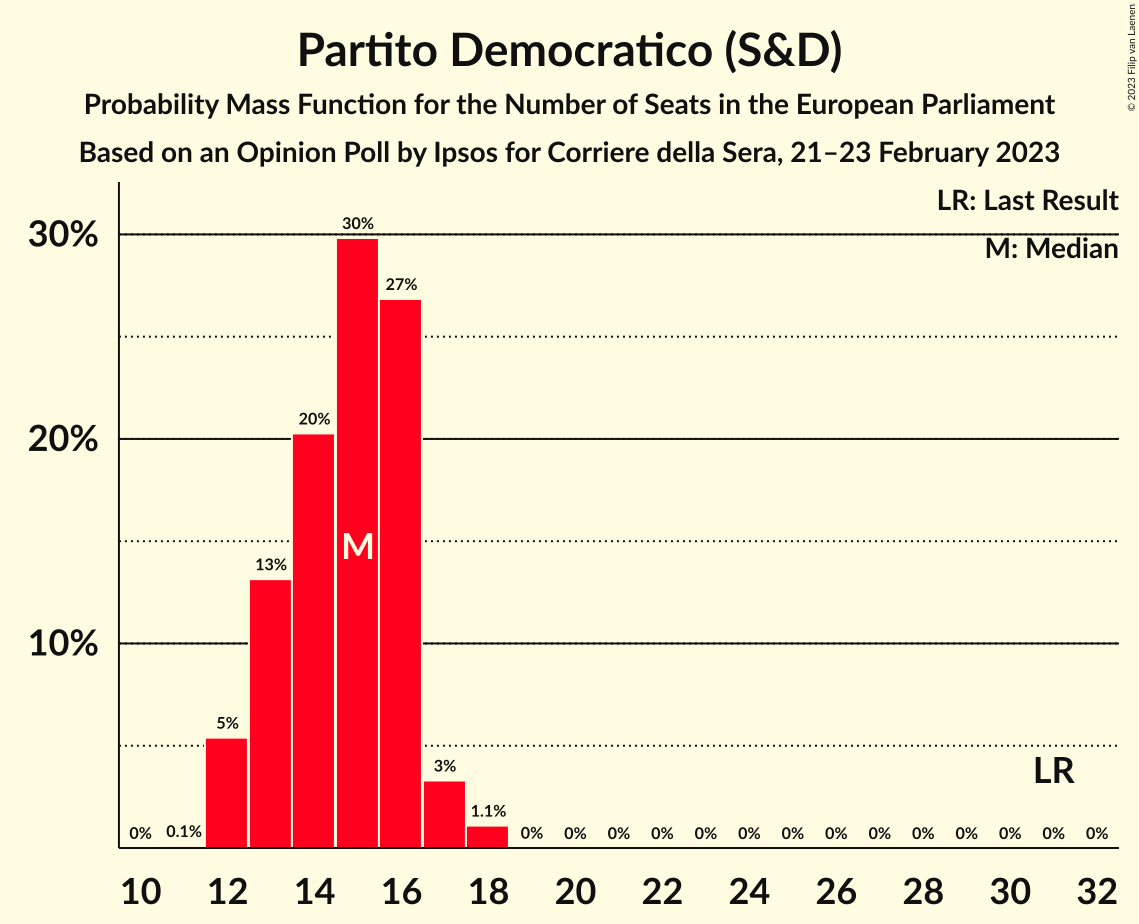 Partito Democratico (S&D)
Probability Mass Function for the Number of Seats in the European Parliament
Based on an Opinion Poll by Ipsos for Corriere della Sera, 21–23 February 2023
© 2023 Filip van Laenen
LR: Last Result
M: Median
30%
20%
10%
0%
0.1%
5%
13%
20%
30%
27%
3%
1.1%
0%
0%
0%
0%
0%
0%
0%
0%
0%
0%
0%
0%
0%
0%
M
LR
10 12 14 16 18 20 22 24 26 28 30 32